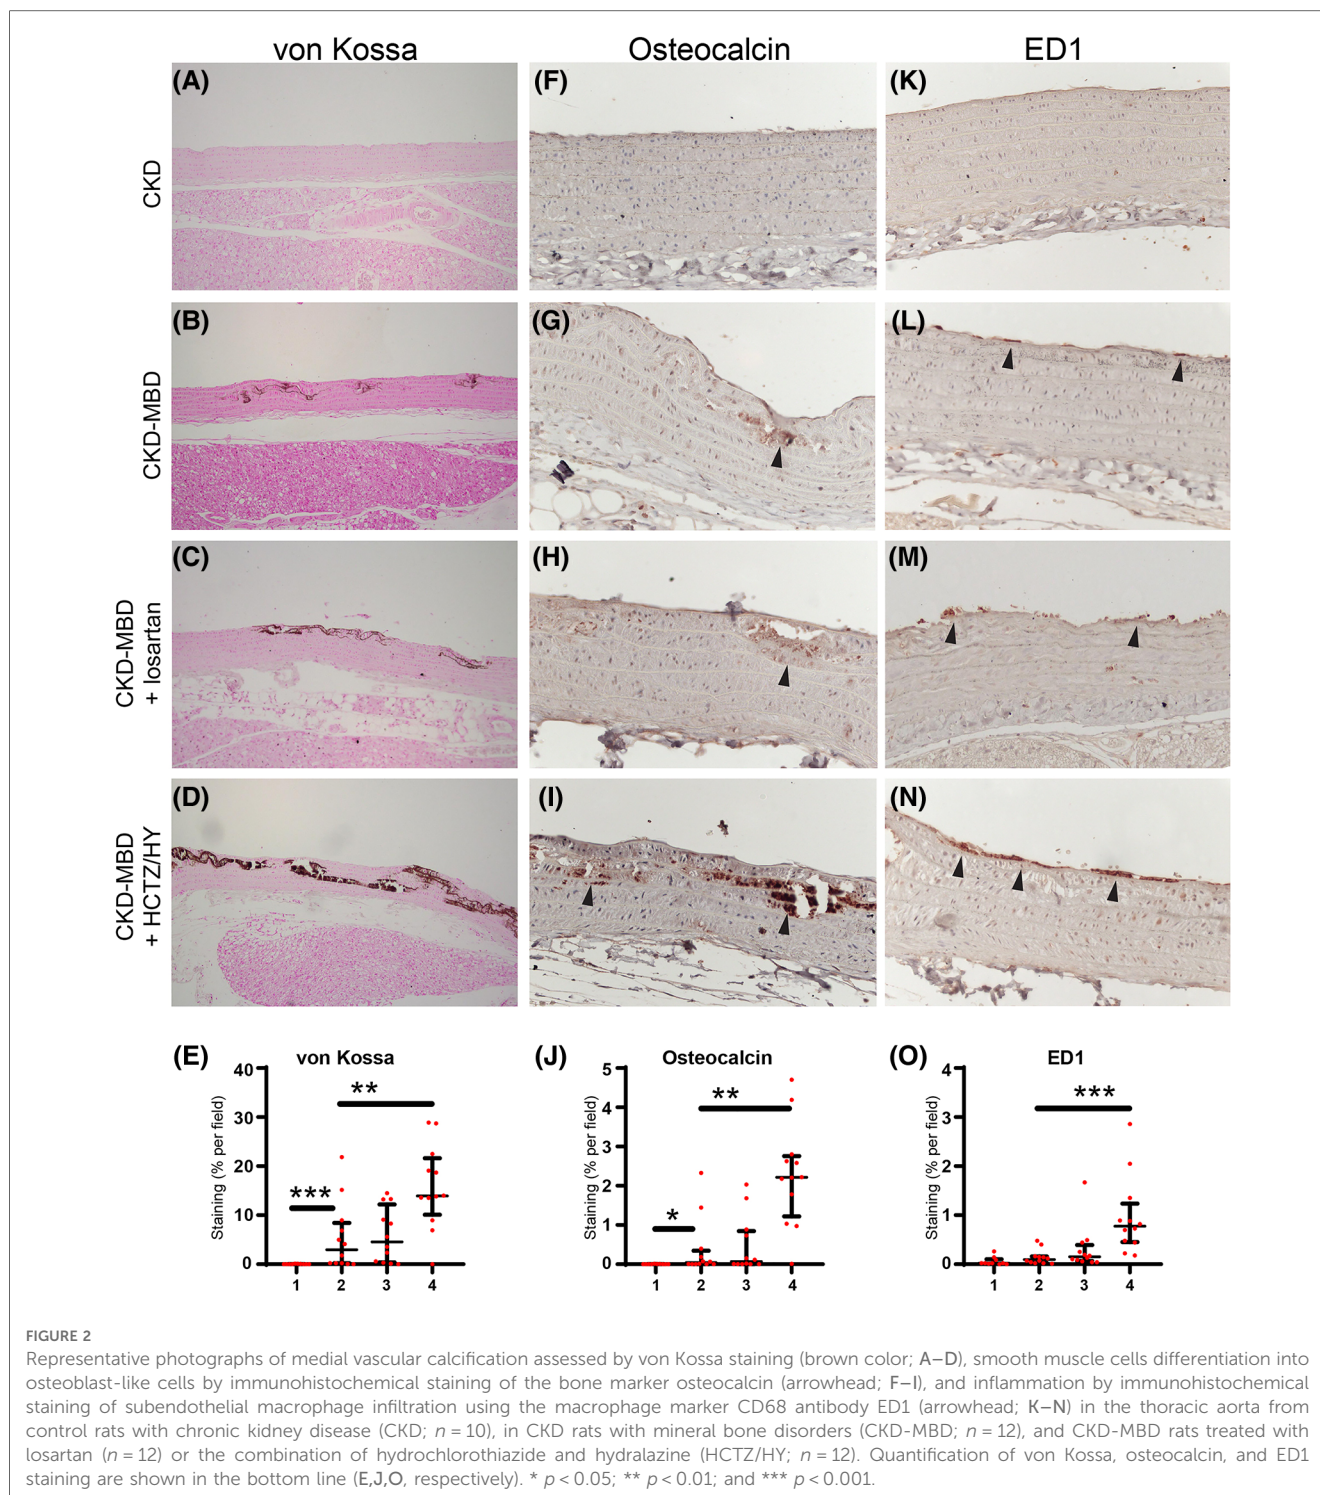 von Kossa
Osteocalcin
ED1
(A)
(F)
(K)
CKD
(B)
(G)
(L)
CKD-MBD
(C)
(H)
(M)
CKD-MBD
+ losartan
(D)
(I)
(N)
CKD-MBD
+ HCTZ/HY
(E)
von Kossa
Staining (% per field)
40
30
20
10
0
***
**
1
2
3
4
(J)
Osteocalcin
Staining (% per field)
5
4
3
2
1
0
*
**
1
2
3
4
(O)
ED1
Staining (% per field)
4
3
2
1
0
***
1
2
3
4
FIGURE 2
Representative photographs of medial vascular calcification assessed by von Kossa staining (brown color; A–D), smooth muscle cells differentiation into
osteoblast-like cells by immunohistochemical staining of the bone marker osteocalcin (arrowhead; F–I), and inflammation by immunohistochemical
staining of subendothelial macrophage infiltration using the macrophage marker CD68 antibody ED1 (arrowhead; K–N) in the thoracic aorta from
control rats with chronic kidney disease (CKD; n = 10), in CKD rats with mineral bone disorders (CKD-MBD; n = 12), and CKD-MBD rats treated with
losartan (n = 12) or the combination of hydrochlorothiazide and hydralazine (HCTZ/HY; n = 12). Quantification of von Kossa, osteocalcin, and ED1
staining are shown in the bottom line (E,J,O, respectively). * p < 0.05; ** p < 0.01; and *** p < 0.001.